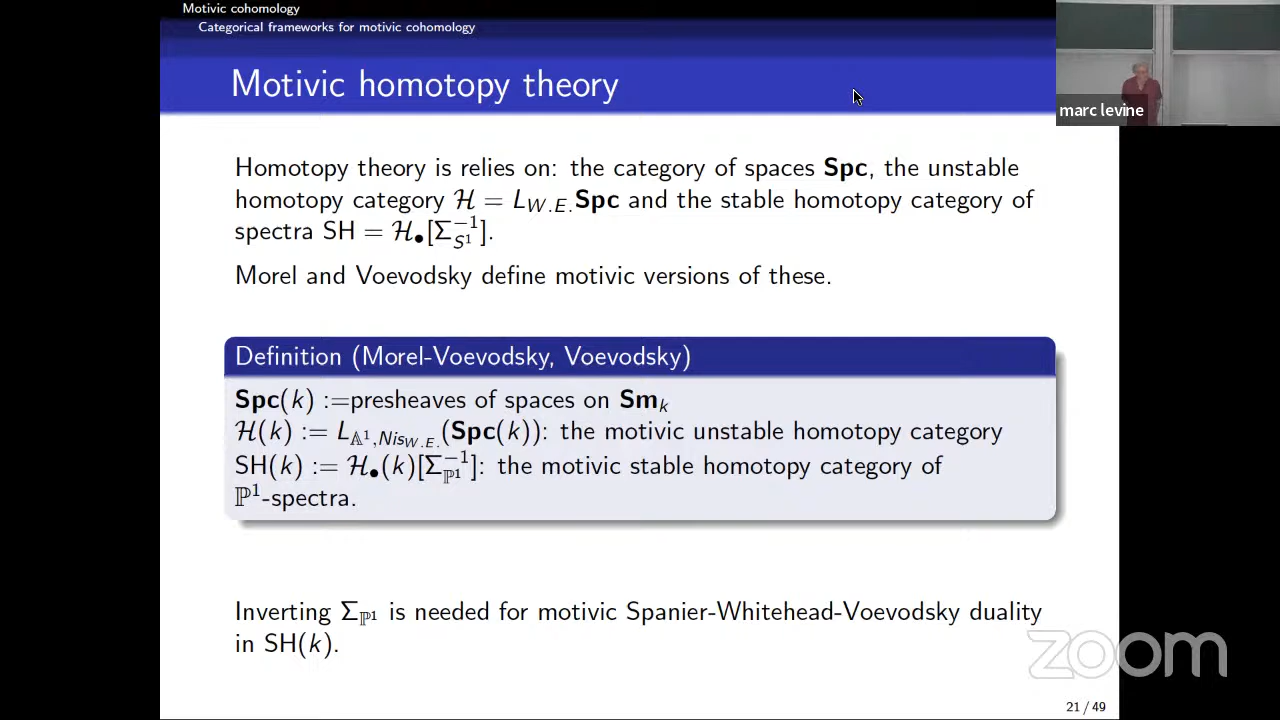 Motivic cohomology
Categorical frameworks for motivic cohomology
Motivic homotopy theory
marc levine
Homotopy theory is relies on: the category of spaces Spc, the unstable
homotopy category ℋ = L_{W.E.}Spc and the stable homotopy category of
spectra SH = ℋ_•[Σ_{S¹}^{−1}].
Morel and Voevodsky define motivic versions of these.
Definition (Morel-Voevodsky, Voevodsky)
Spc(k) :=presheaves of spaces on Sm_k
ℋ(k) := L_{𝔸¹,Nis_{W.E.}}(Spc(k)): the motivic unstable homotopy category
SH(k) := ℋ_•(k)[Σ_{ℙ¹}^{−1}]: the motivic stable homotopy category of
ℙ¹-spectra.
Inverting Σ_{ℙ¹} is needed for motivic Spanier-Whitehead-Voevodsky duality
in SH(k).
zoom
21 / 49